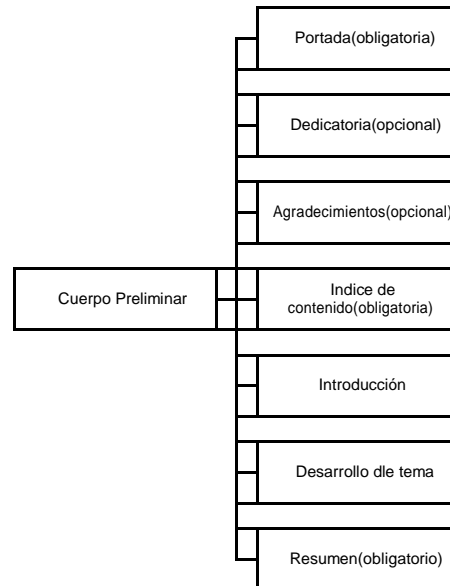 Portada(obligatoria)
Dedicatoria(opcional)
Agradecimientos(opcional)
Cuerpo Preliminar
Indice de
contenido(obligatoria)
Introducción
Desarrollo dle tema
Resumen(obligatorio)